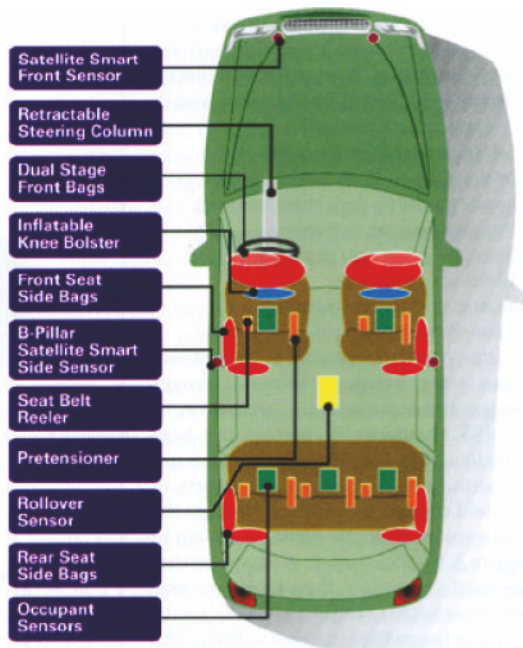 Satellite Smart
Front Sensor
Retractable
Steering Column
Dual Stage
Front Bags
Inflatable
Knee Bolster
Front Seat
Side Bags
B-Pillar
Satellite Smart
Side Sensor
Seat Belt
Reeler
Pretensioner
Rollover
Sensor
Rear Seat
Side Bags
Occupant
Sensors